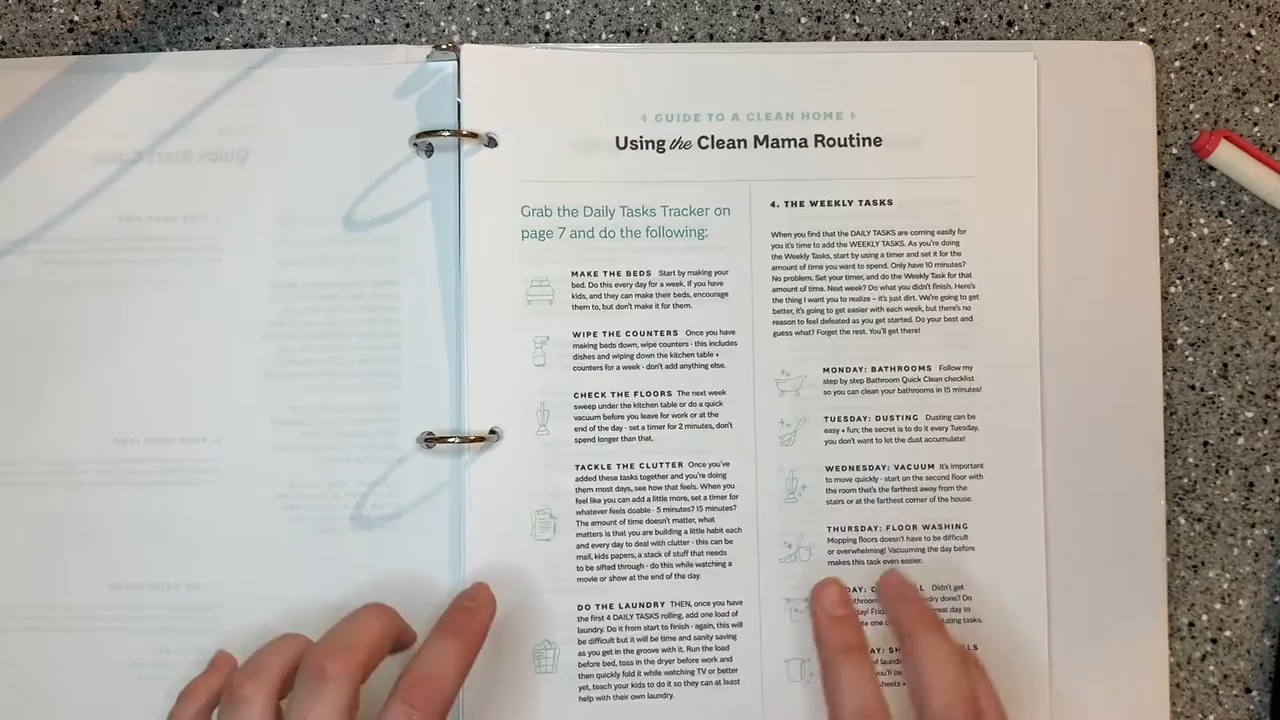 GUIDE TO A CLEAN HOME
Using the Clean Mama Routine
Grab the Daily Tasks Tracker on
page 7 and do the following:
MAKE THE BEDS Start by making your
bed. Do this every day for a week. If you have
kids, and they can make their beds, encourage
them to, but don't make it for them.
WIPE THE COUNTERS Once you have
making beds down, wipe counters - this includes
dishes and wiping down the kitchen table +
counters for a week - don't add anything else.
CHECK THE FLOORS The next week
sweep under the kitchen table or do a quick
vacuum before you leave for work or at the
end of the day - set a timer for 2 minutes, don't
spend longer than that.
TACKLE THE CLUTTER Once you've
added these tasks together and you're doing
them most days, see how that feels. When you
feel like you can add a little more, set a timer for
whatever feels doable - 5 minutes? 15 minutes?
The amount of time doesn't matter, what
matters is that you are building a little habit each
and every day to deal with clutter - this can be
mail, kids papers, a stack of stuff that needs
to be sifted through - do this while watching a
movie or show at the end of the day.
DO THE LAUNDRY THEN, once you have
the first 4 DAILY TASKS rolling, add one load of
laundry. Do it from start to finish - again, this will
be difficult but it will be time and sanity saving
as you get in the groove with it. Run the load
before bed, toss in the dryer before work and
then quickly fold it while watching TV or better
yet, teach your kids to do it so they can at least
help with their own laundry.
4. THE WEEKLY TASKS
When you find that the DAILY TASKS are coming easily for
you it's time to add the WEEKLY TASKS. As you're doing
the Weekly Tasks, start by using a timer and set it for the
amount of time you want to spend. Only have 10 minutes?
No problem. Set your timer, and do the Weekly Task for that
amount of time. Next week? Do what you didn't finish. Here's
the thing I want you to realize – it's just dirt. We're going to get
better, it's going to get easier with each week, but there's no
reason to feel defeated as you get started. Do your best and
guess what? Forget the rest. You'll get there!
MONDAY: BATHROOMS Follow my
step by step Bathroom Quick Clean checklist
so you can clean your bathrooms in 15 minutes!
TUESDAY: DUSTING Dusting can be
easy + fun; the secret is to do it every Tuesday,
you don't want to let the dust accumulate!
WEDNESDAY: VACUUM It's important
to move quickly - start on the second floor with
the room that's the farthest away from the
stairs or at the farthest corner of the house.
THURSDAY: FLOOR WASHING
Mopping floors doesn't have to be difficult
or overwhelming! Vacuuming the day before
makes this task even easier.
Didn't get
done? Do
day to
tasks.